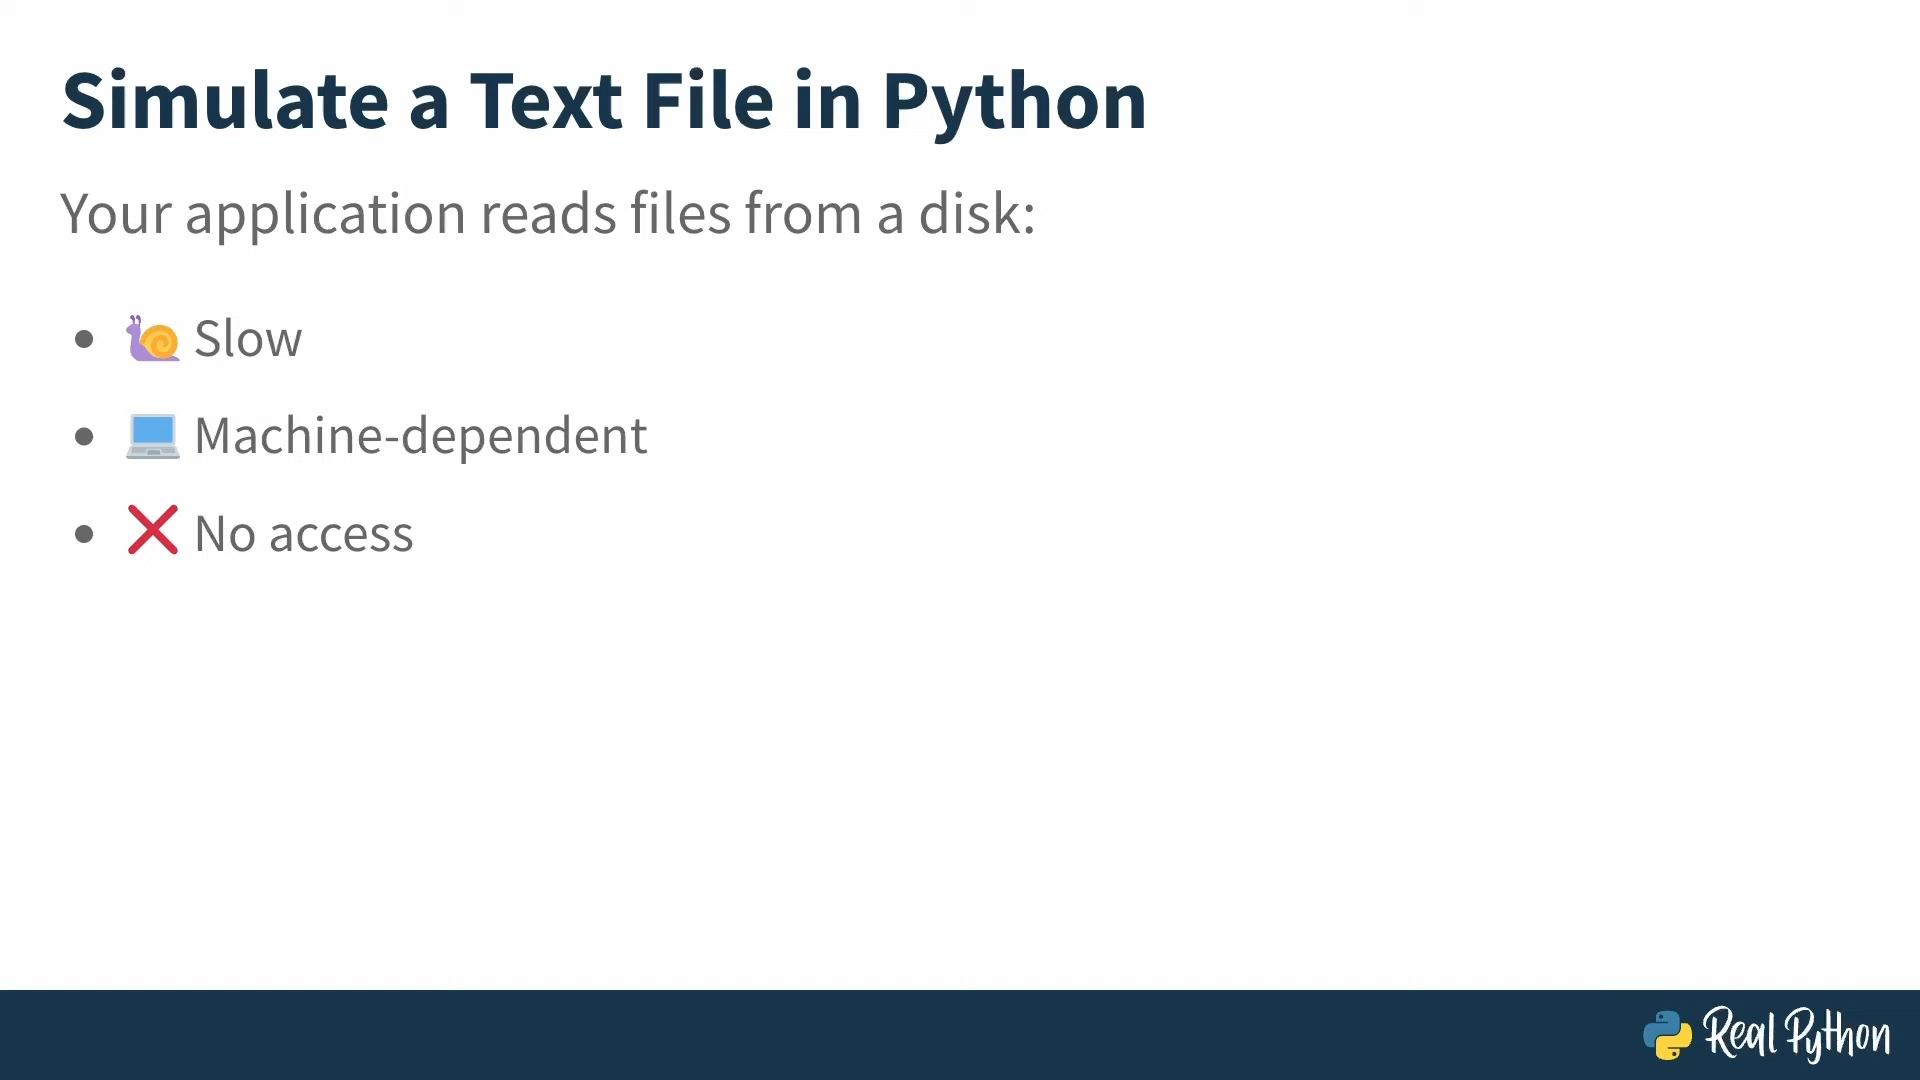 Simulate a Text File in Python
Your application reads files from a disk:
• 🐌 Slow
• 💻 Machine-dependent
• ❌ No access
Real Python